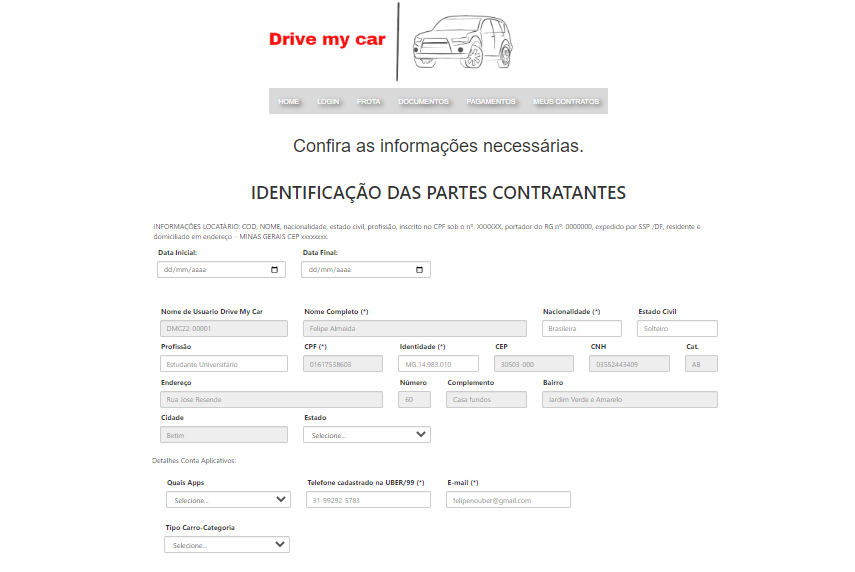 Drive my car
HOME LOGIN FROTA DOCUMENTOS PAGAMENTOS MEUS CONTRATOS
Confira as informações necessárias.
IDENTIFICAÇÃO DAS PARTES CONTRATANTES
INFORMAÇÕES LOCATÁRIO: COD, NOME, nacionalidade, estado civil, profissão, inscrito no CPF sob o nº. XXXXXX, portador do RG nº. 0000000, expedido por SSP /DF, residente e
domiciliado em endereço - MINAS GERAIS CEP xxxxxxxx.
Data Inicial: Data Final:
dd/mm/aaaa dd/mm/aaaa
Nome de Usuario Drive My Car Nome Completo (*) Nacionalidade (*) Estado Civil
DMC22-00001 Felipe Almeida Brasileira Solteiro
Profissão CPF (*) Identidade (*) CEP CNH Cat.
Estudante Universitário 01617538603 MG.14.983.010 30503-000 03552443409 AB
Endereço Número Complemento Bairro
Rua Jose Resende 60 Casa fundos Jardim Verde e Amarelo
Cidade Estado
Betim Selecione...
Detalhes Conta Aplicativos:
Quais Apps Telefone cadastrado na UBER/99 (*) E-mail (*)
Selecione... 31-99292-5783 felipenouber@gmail.com
Tipo Carro-Categoria
Selecione...